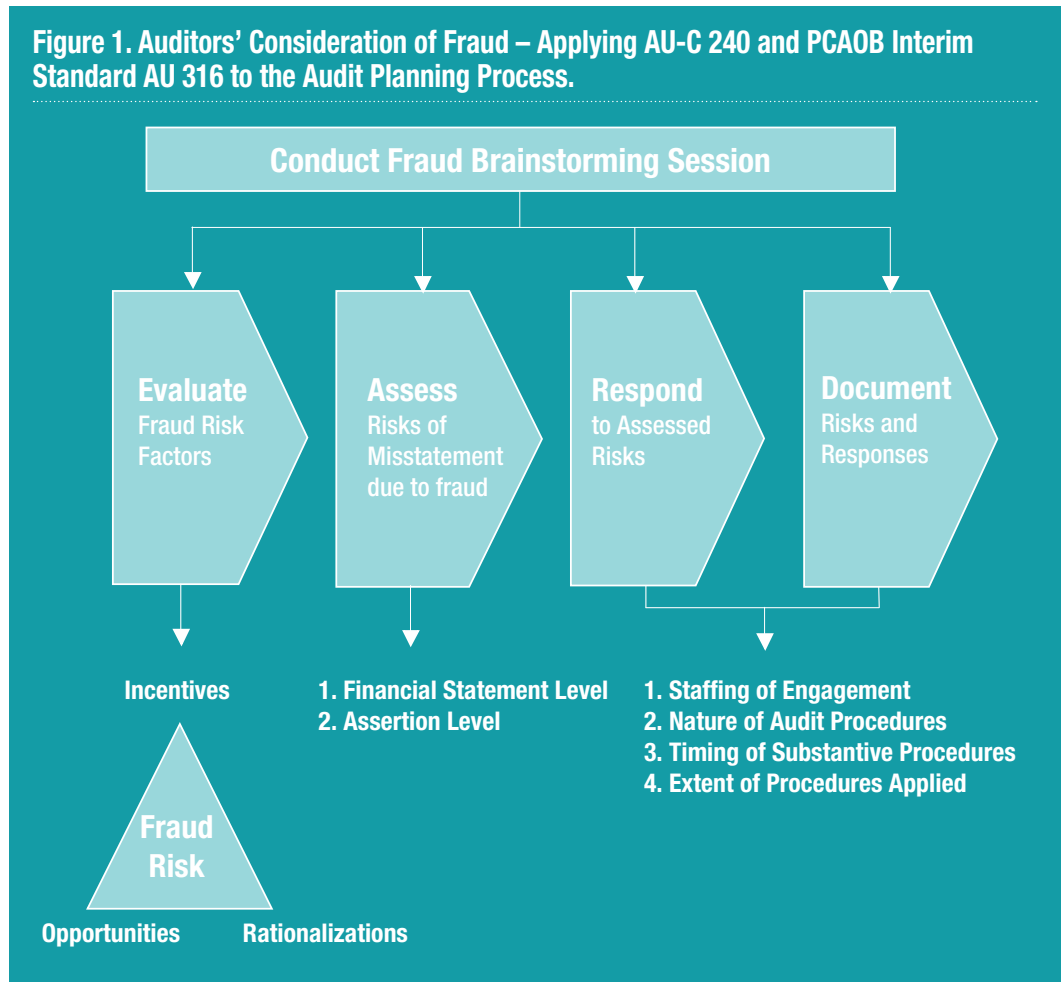 Figure 1. Auditors’ Consideration of Fraud – Applying AU-C 240 and PCAOB Interim
Standard AU 316 to the Audit Planning Process.
Conduct Fraud Brainstorming Session
Evaluate
Fraud Risk
Factors
Assess
Risks of
Misstatement
due to fraud
Respond
to Assessed
Risks
Document
Risks and
Responses
Incentives
Fraud
Risk
Opportunities
Rationalizations
1. Financial Statement Level
2. Assertion Level
1. Staffing of Engagement
2. Nature of Audit Procedures
3. Timing of Substantive Procedures
4. Extent of Procedures Applied